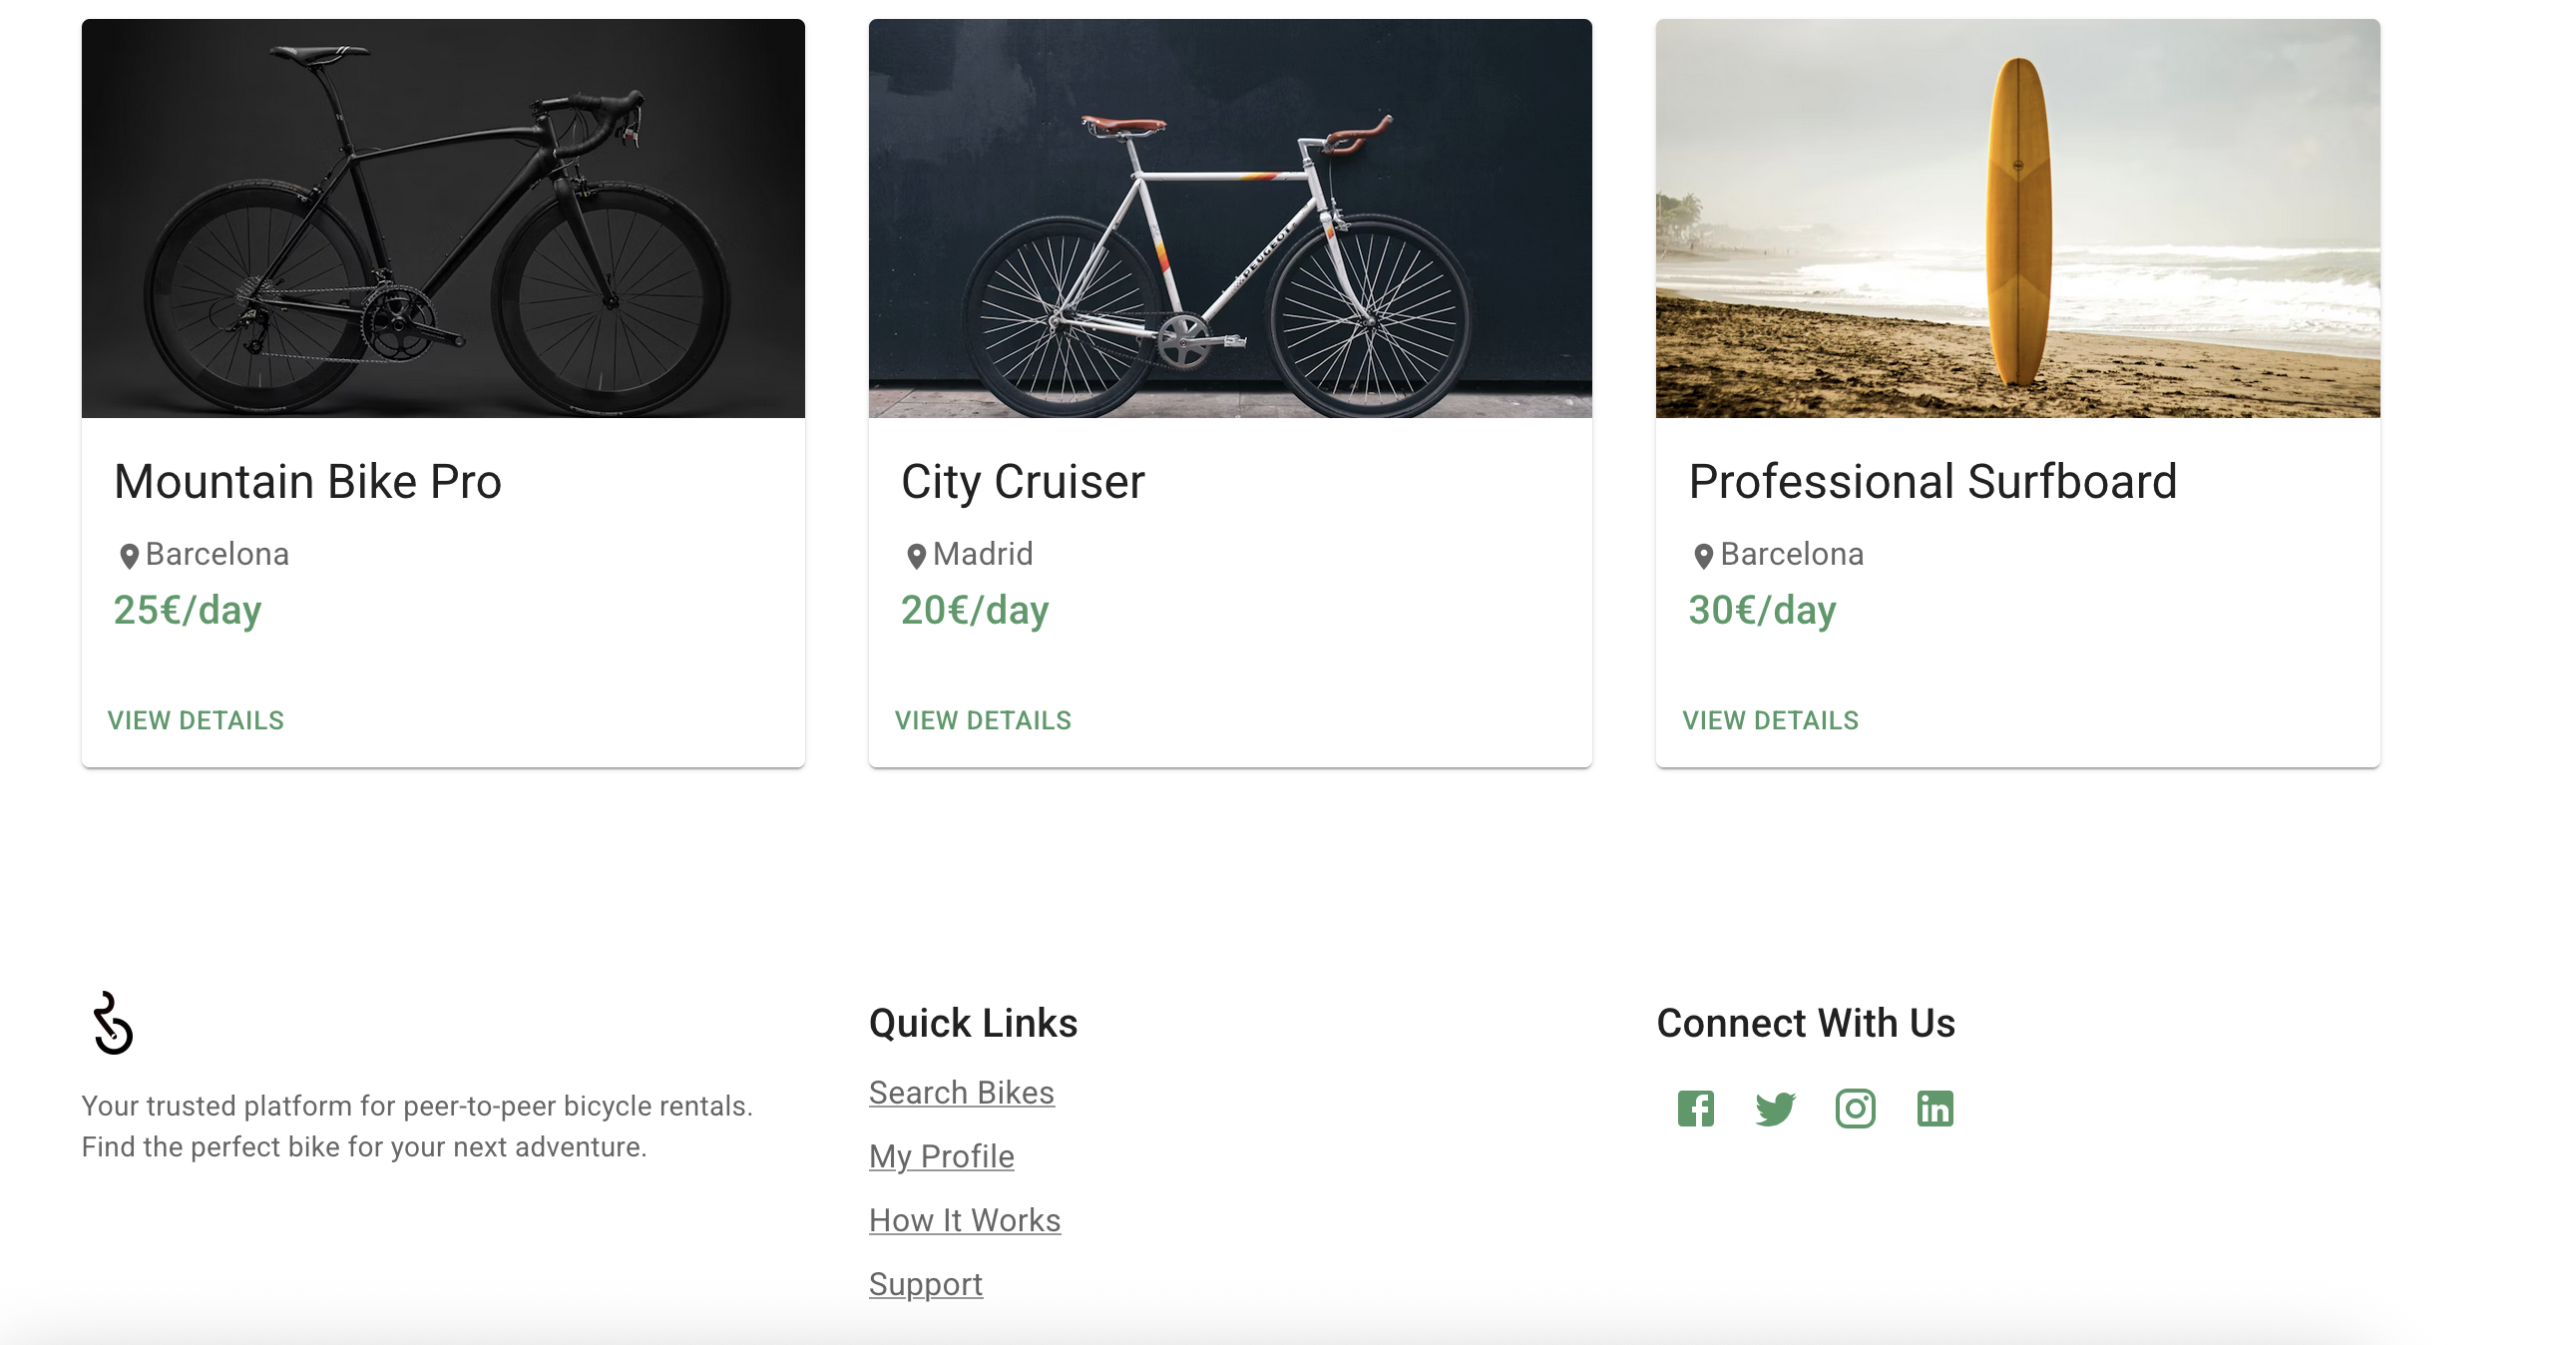 PEUGEOT
Mountain Bike Pro
Barcelona
25€/day
VIEW DETAILS
City Cruiser
Madrid
20€/day
VIEW DETAILS
Professional Surfboard
Barcelona
30€/day
VIEW DETAILS
Your trusted platform for peer-to-peer bicycle rentals.
Find the perfect bike for your next adventure.
Quick Links
Search Bikes
My Profile
How It Works
Support
Connect With Us